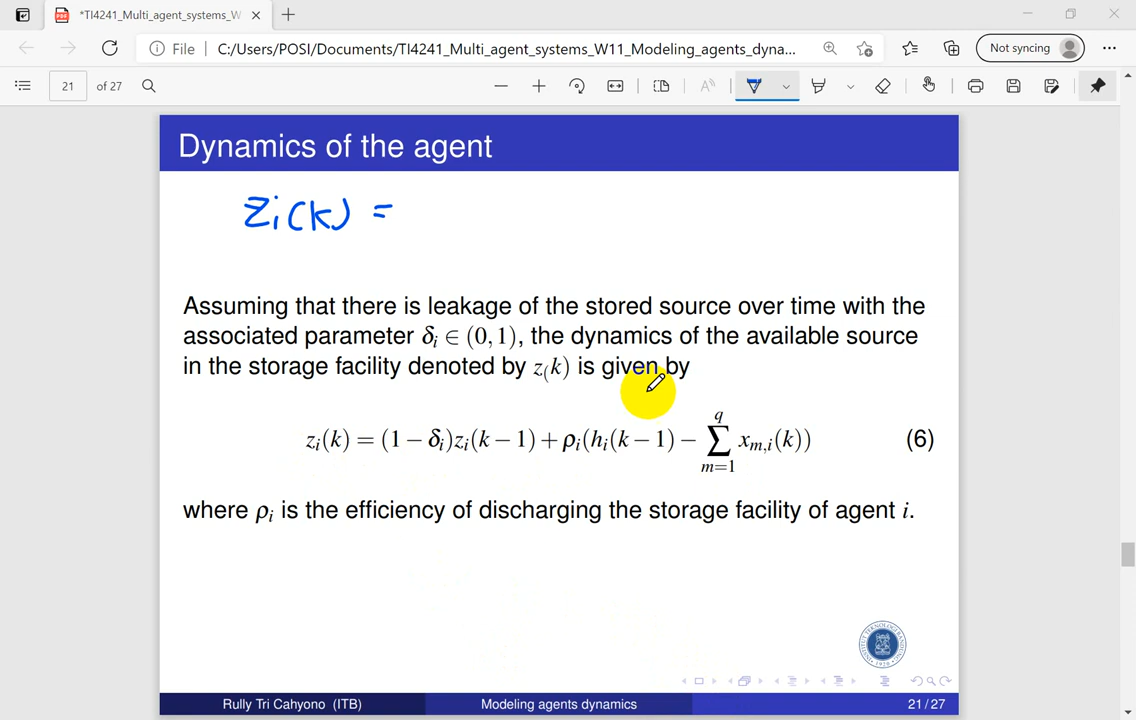 *TI4241_Multi_agent_systems_W
File
C:/Users/POSI/Documents/TI4241_Multi_agent_systems_W11_Modeling_agents_dyna...
Not syncing
21 of 27
Dynamics of the agent
Zi(k) =
Assuming that there is leakage of the stored source over time with the
associated parameter δi ∈ (0, 1), the dynamics of the available source
in the storage facility denoted by z(k) is given by
zi(k) = (1 − δi)zi(k − 1) + ρi(hi(k − 1) − ∑_{m=1}^{q} xm,i(k)) (6)
where ρi is the efficiency of discharging the storage facility of agent i.
Rully Tri Cahyono (ITB) Modeling agents dynamics 21 / 27